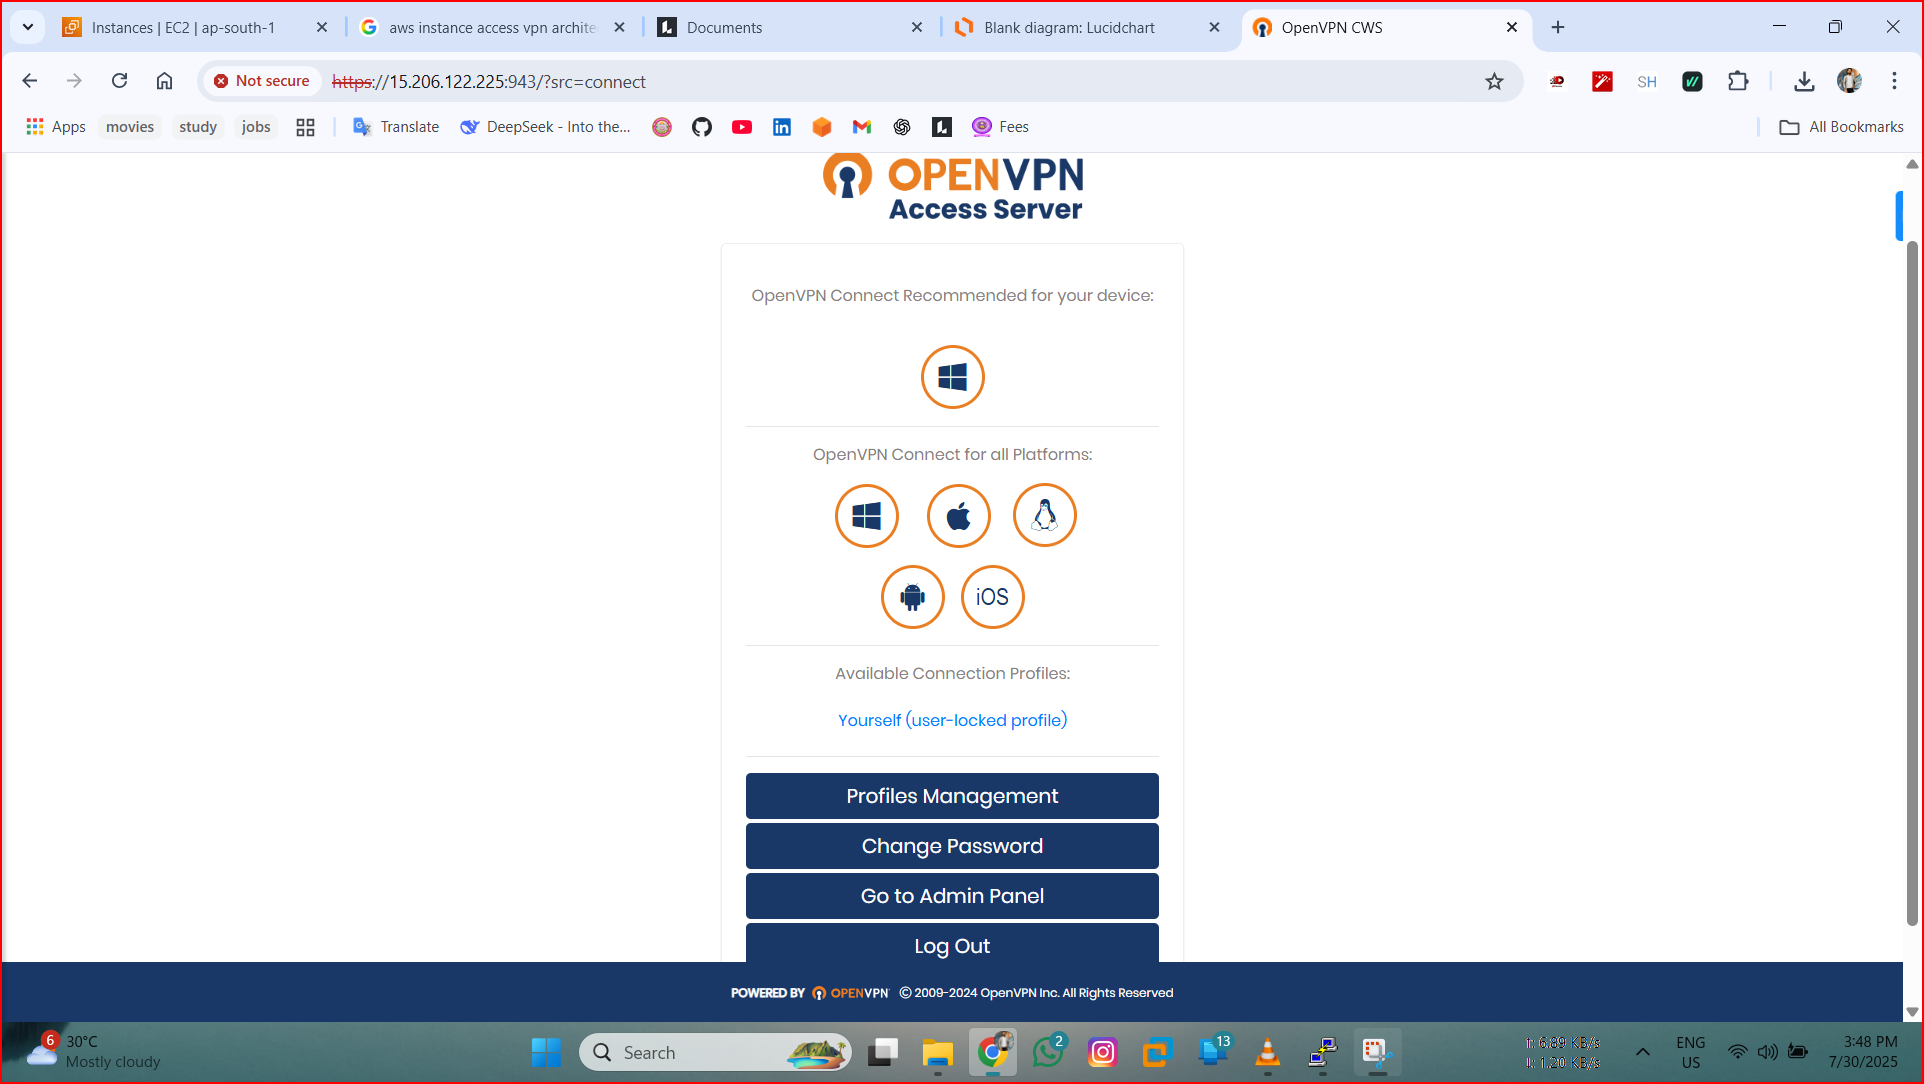 Instances | EC2 | ap-south-1
aws instance access vpn archite
Documents
Blank diagram: Lucidchart
OpenVPN CWS
Not secure
https://15.206.122.225:943/?src=connect
SH
Apps
movies
study
jobs
Translate
DeepSeek - Into the...
Fees
All Bookmarks
OPENVPN
Access Server
OpenVPN Connect Recommended for your device:
OpenVPN Connect for all Platforms:
iOS
Available Connection Profiles:
Yourself (user-locked profile)
Profiles Management
Change Password
Go to Admin Panel
Log Out
POWERED BY OPENVPN © 2009-2024 OpenVPN Inc. All Rights Reserved
6
30°C
Mostly cloudy
Search
2
13
6.89 KB/s
1.20 KB/s
ENG
US
3:48 PM
7/30/2025